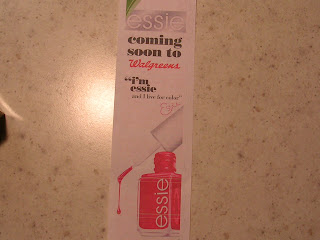 essie
coming
soon to
Walgreens
"i'm
essie
and I live for color"
essie